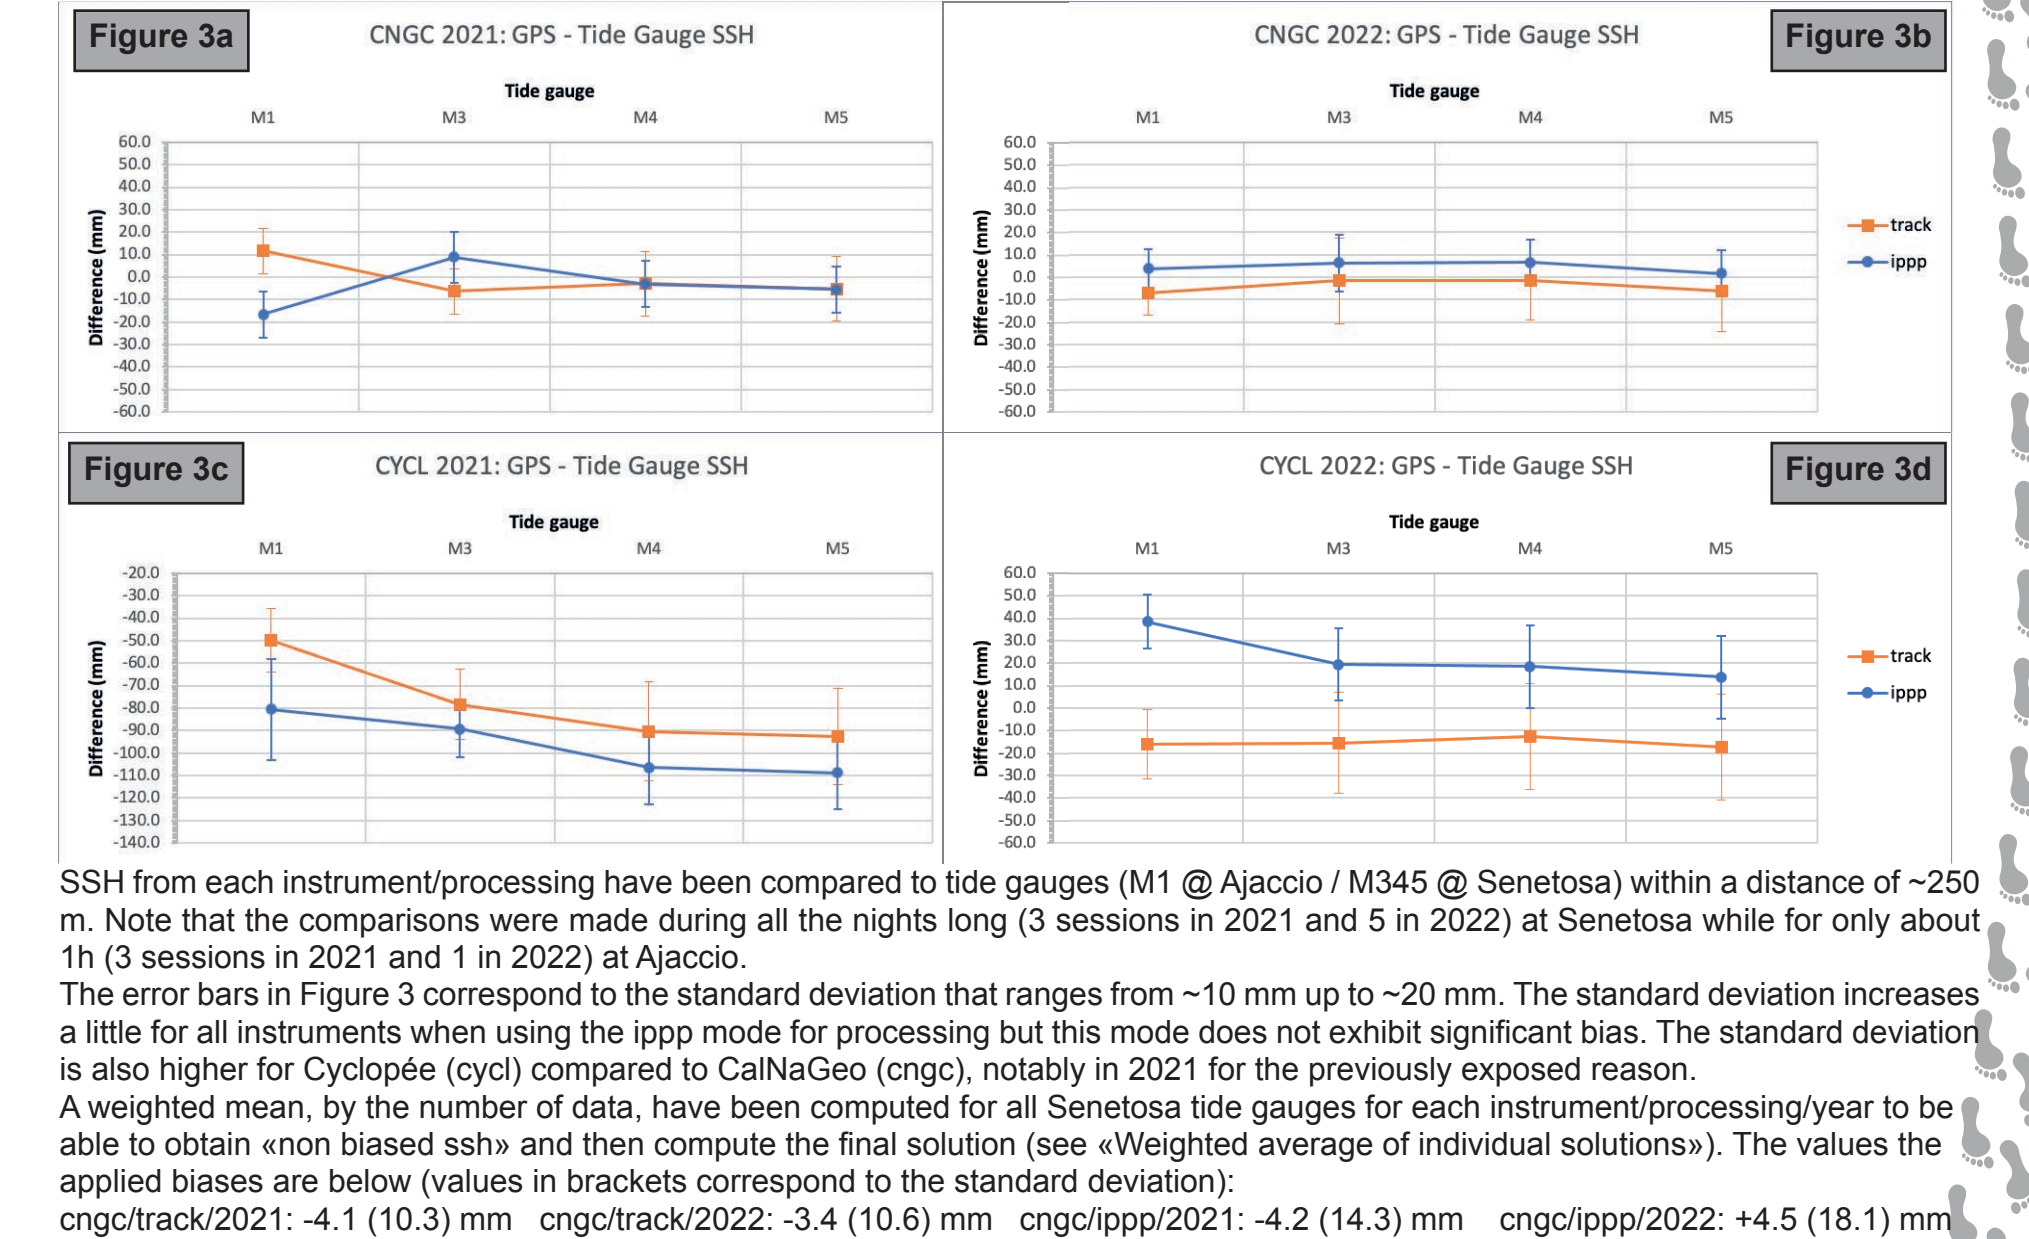 Figure 3a
CNGC 2021: GPS - Tide Gauge SSH
Tide gauge
M1 M3 M4 M5
60.0
50.0
40.0
30.0
20.0
10.0
0.0
-10.0
-20.0
-30.0
-40.0
-50.0
-60.0
Difference (mm)
CNGC 2022: GPS - Tide Gauge SSH
Figure 3b
Tide gauge
M1 M3 M4 M5
60.0
50.0
40.0
30.0
20.0
10.0
0.0
-10.0
-20.0
-30.0
-40.0
-50.0
-60.0
Difference (mm)
track
ippp
Figure 3c
CYCL 2021: GPS - Tide Gauge SSH
Tide gauge
M1 M3 M4 M5
-20.0
-30.0
-40.0
-50.0
-60.0
-70.0
-80.0
-90.0
-100.0
-110.0
-120.0
-130.0
-140.0
Difference (mm)
CYCL 2022: GPS - Tide Gauge SSH
Figure 3d
Tide gauge
M1 M3 M4 M5
60.0
50.0
40.0
30.0
20.0
10.0
0.0
-10.0
-20.0
-30.0
-40.0
-50.0
-60.0
Difference (mm)
track
ippp
SSH from each instrument/processing have been compared to tide gauges (M1 @ Ajaccio / M345 @ Senetosa) within a distance of ~250
m. Note that the comparisons were made during all the nights long (3 sessions in 2021 and 5 in 2022) at Senetosa while for only about
1h (3 sessions in 2021 and 1 in 2022) at Ajaccio.
The error bars in Figure 3 correspond to the standard deviation that ranges from ~10 mm up to ~20 mm. The standard deviation increases
a little for all instruments when using the ippp mode for processing but this mode does not exhibit significant bias. The standard deviation
is also higher for Cyclopée (cycl) compared to CalNaGeo (cngc), notably in 2021 for the previously exposed reason.
A weighted mean, by the number of data, have been computed for all Senetosa tide gauges for each instrument/processing/year to be
able to obtain «non biased ssh» and then compute the final solution (see «Weighted average of individual solutions»). The values the
applied biases are below (values in brackets correspond to the standard deviation):
cngc/track/2021: -4.1 (10.3) mm cngc/track/2022: -3.4 (10.6) mm cngc/ippp/2021: -4.2 (14.3) mm cngc/ippp/2022: +4.5 (18.1) mm